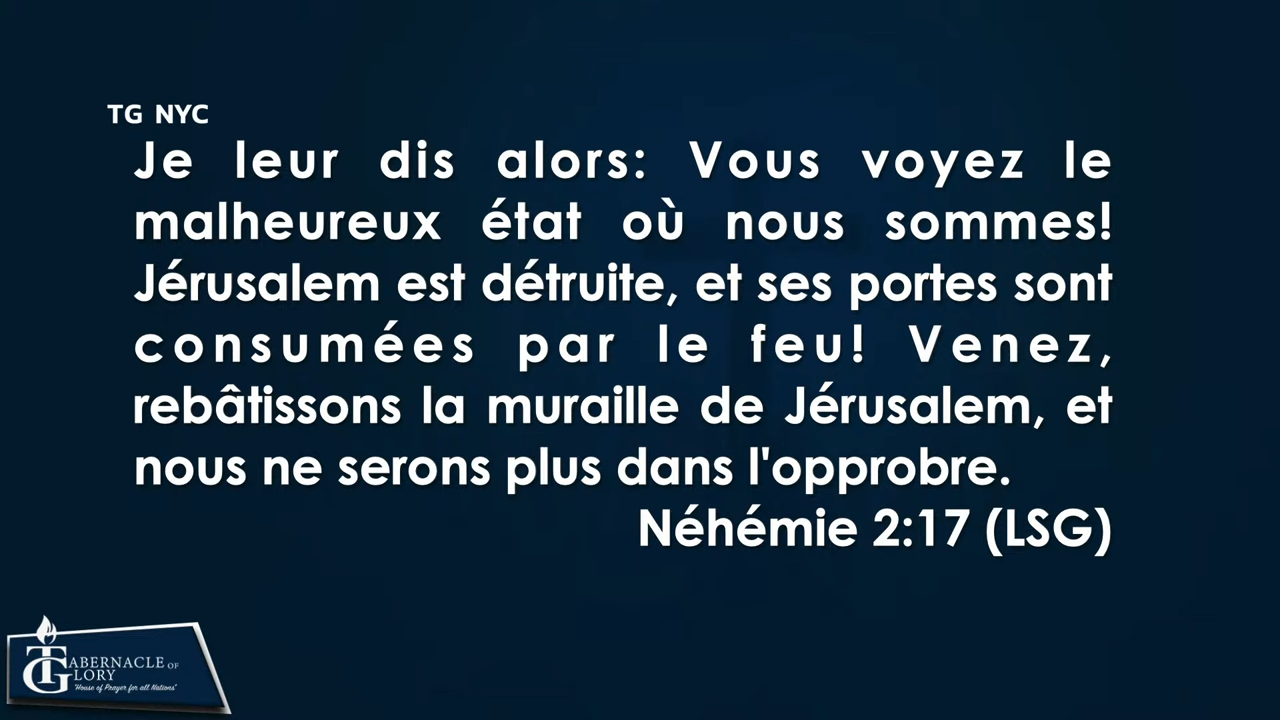 TG NYC
Je leur dis alors: Vous voyez le
malheureux état où nous sommes!
Jérusalem est détruite, et ses portes sont
consumées par le feu! Venez,
rebâtissons la muraille de Jérusalem, et
nous ne serons plus dans l'opprobre.
Néhémie 2:17 (LSG)
TABERNACLE OF
GLORY
"House of Prayer for all Nations"